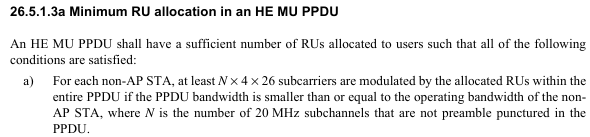 26.5.1.3a Minimum RU allocation in an HE MU PPDU
An HE MU PPDU shall have a sufficient number of RUs allocated to users such that all of the following
conditions are satisfied:
a) For each non-AP STA, at least N × 4 × 26 subcarriers are modulated by the allocated RUs within the
entire PPDU if the PPDU bandwidth is smaller than or equal to the operating bandwidth of the non-
AP STA, where N is the number of 20 MHz subchannels that are not preamble punctured in the
PPDU.